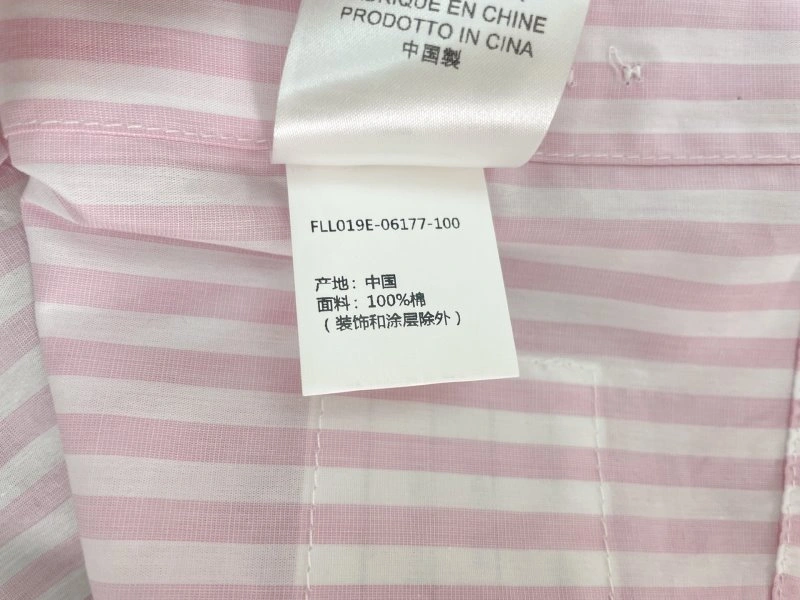 FABRIQUE EN CHINE
PRODOTTO IN CINA
中国製
FLL019E-06177-100
产地：中国
面料：100%棉
（装饰和涂层除外）